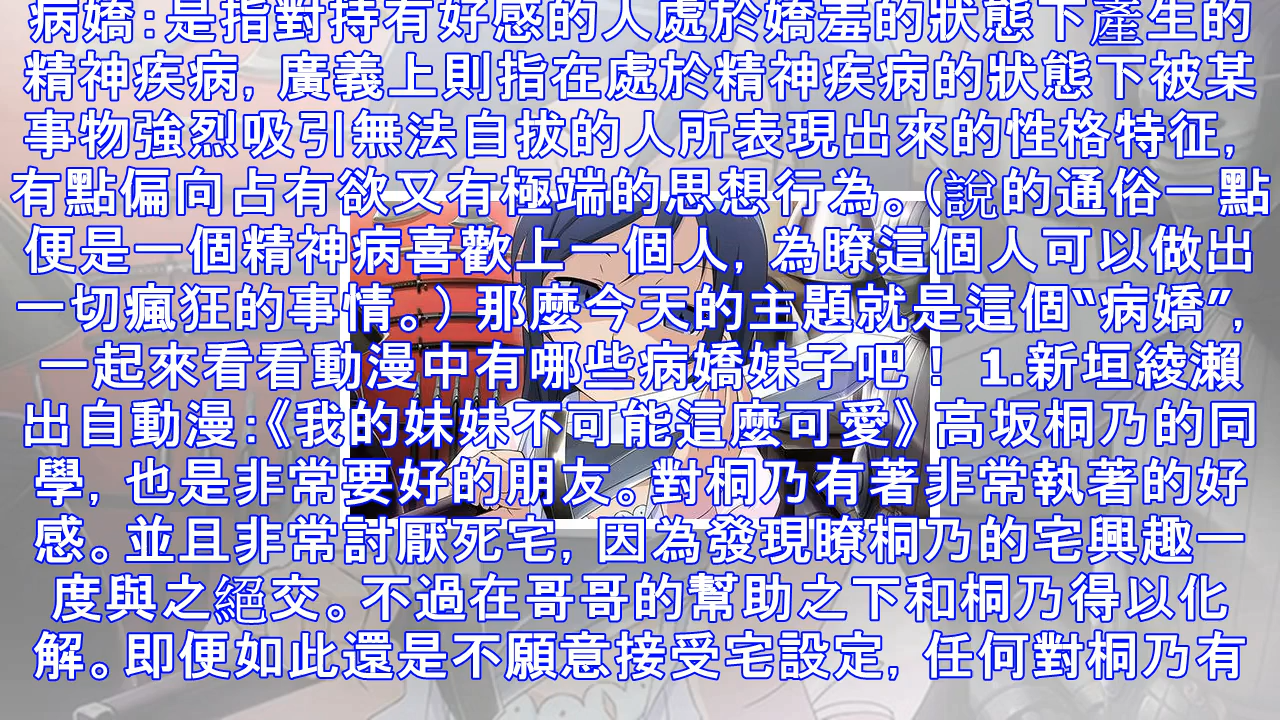 病嬌:是指對持有好感的人處於嬌羞的狀態下產生的
精神疾病, 廣義上則指在處於精神疾病的狀態下被某
事物強烈吸引無法自拔的人所表現出來的性格特征,
有點偏向占有欲又有極端的思想行為。(說的通俗一點
便是一個精神病喜歡上一個人, 為瞭這個人可以做出
一切瘋狂的事情。) 那麼今天的主題就是這個“病嬌”,
一起來看看動漫中有哪些病嬌妹子吧! 1.新垣綾瀨
出自動漫:《我的妹妹不可能這麼可愛》高坂桐乃的同
學, 也是非常要好的朋友。對桐乃有著非常執著的好
感。並且非常討厭死宅, 因為發現瞭桐乃的宅興趣一
度與之絕交。不過在哥哥的幫助之下和桐乃得以化
解。即便如此還是不願意接受宅設定, 任何對桐乃有